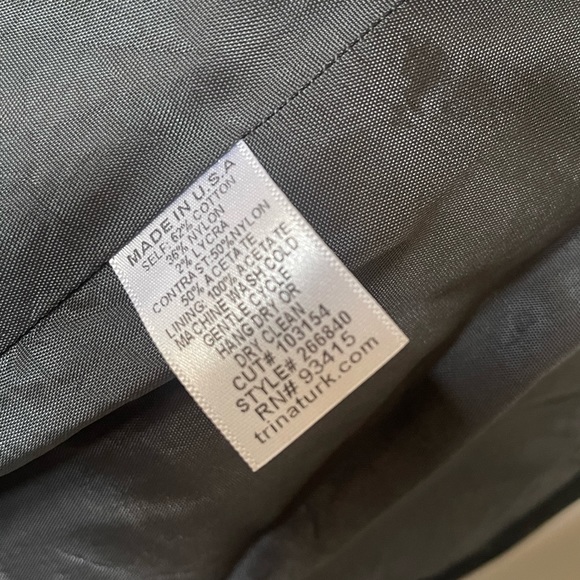 MADE IN U.S.A
SELF: 62% COTTON
36% NYLON
2% LYCRA
CONTRAST:50%NYLON
50% ACETATE
LINING: 100% ACETATE
MACHINE WASH COLD
GENTLE CYCLE
HANG DRY OR
DRY CLEAN
CUT# 103154
STYLE# 266840
RN# 93415
trinaturk.com